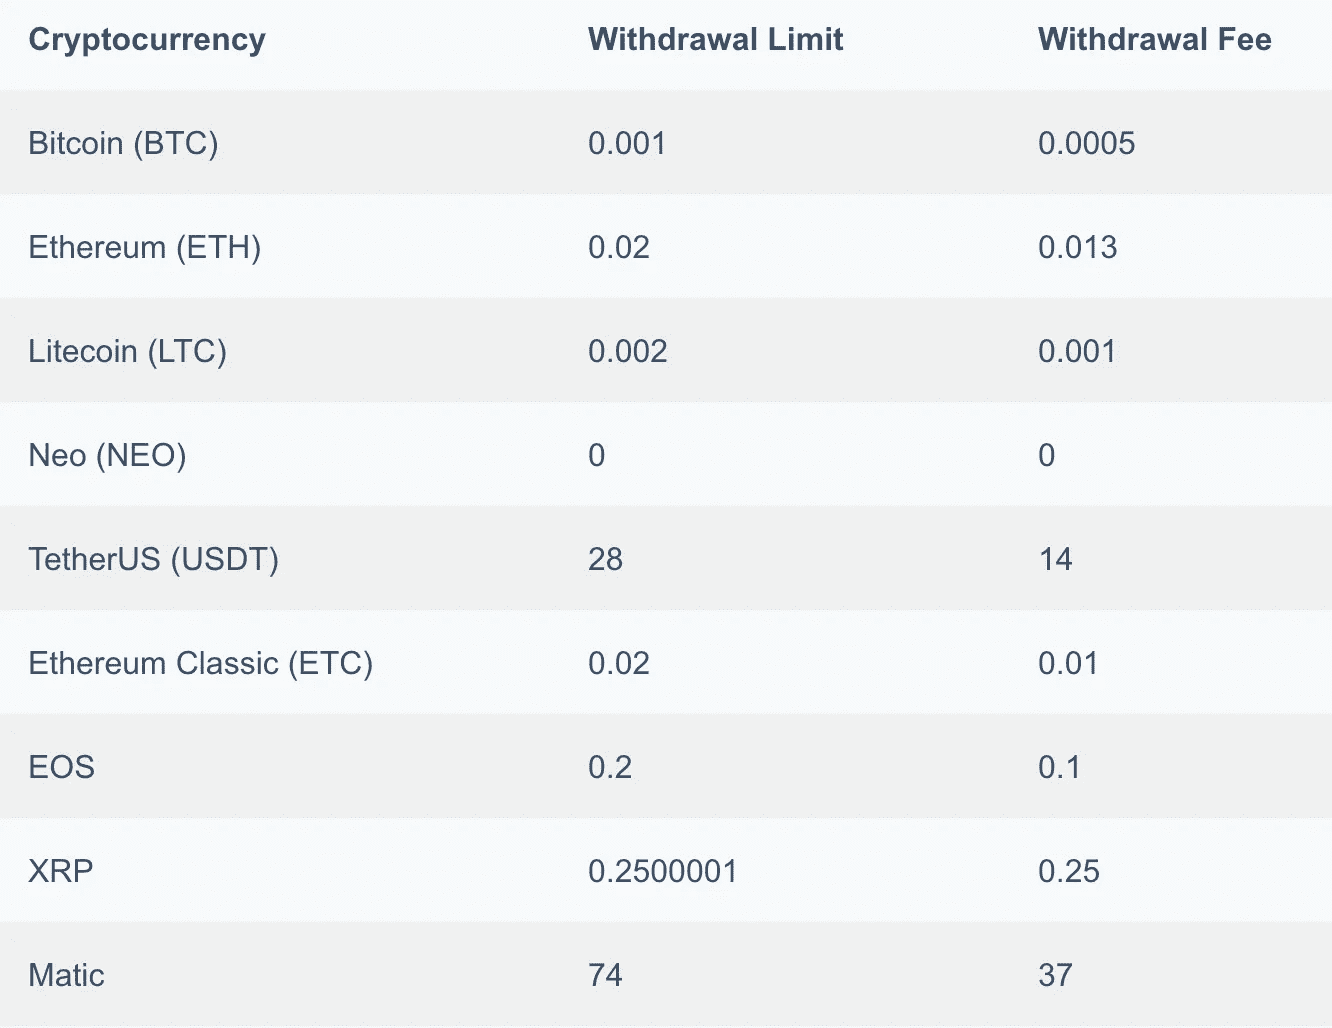 Cryptocurrency Withdrawal Limit Withdrawal Fee
Bitcoin (BTC) 0.001 0.0005
Ethereum (ETH) 0.02 0.013
Litecoin (LTC) 0.002 0.001
Neo (NEO) 0 0
TetherUS (USDT) 28 14
Ethereum Classic (ETC) 0.02 0.01
EOS 0.2 0.1
XRP 0.2500001 0.25
Matic 74 37